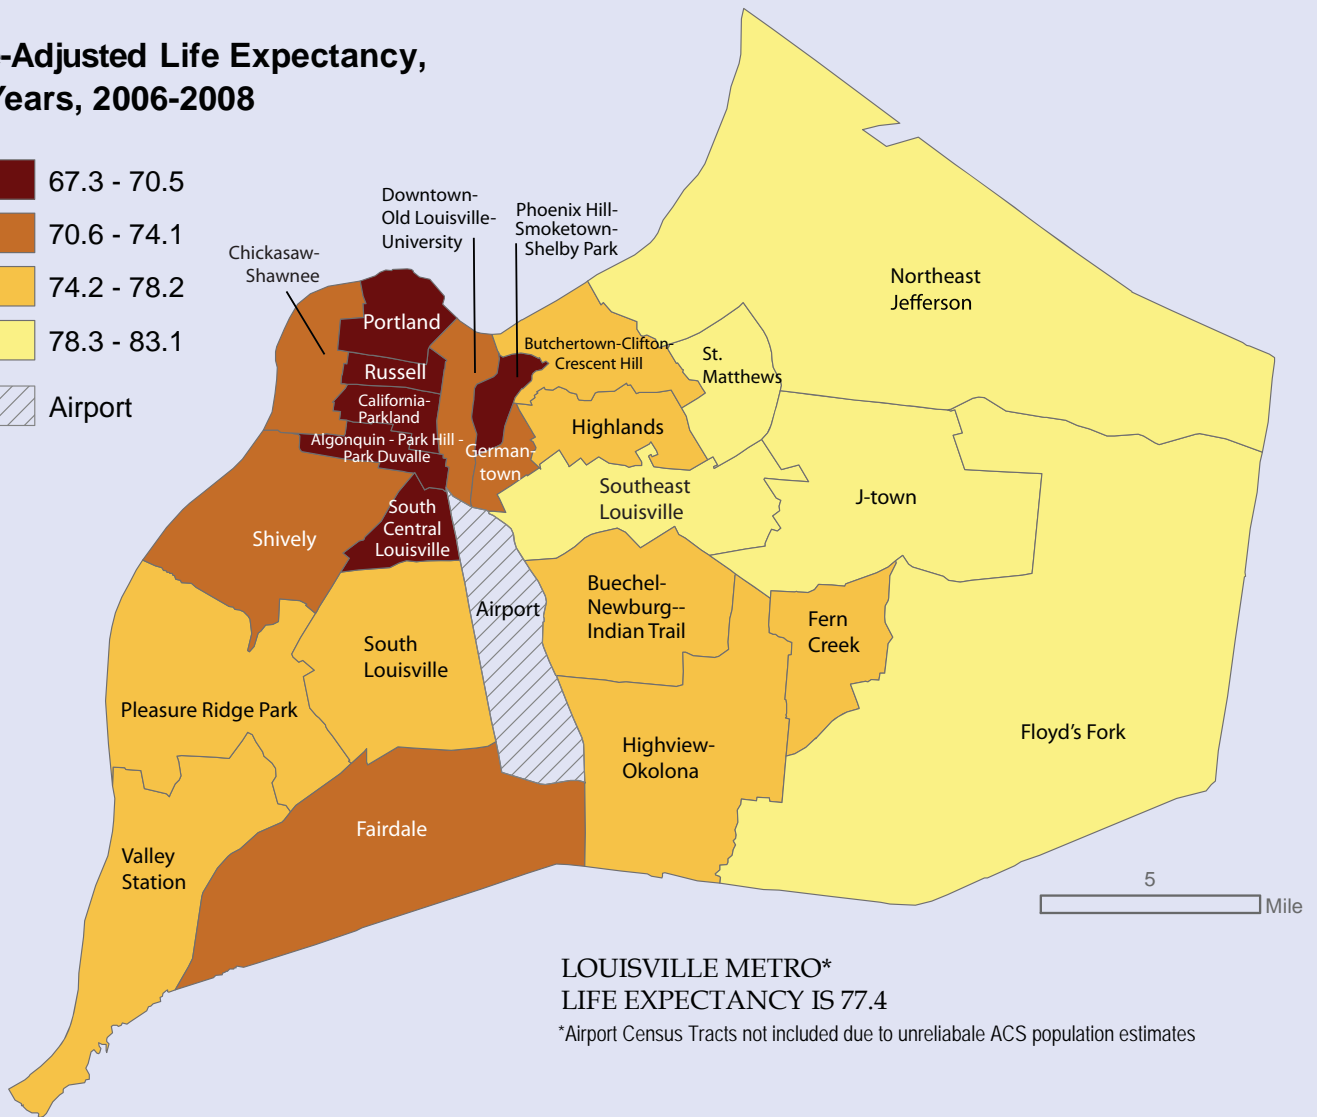 -Adjusted Life Expectancy,
Years, 2006-2008
67.3 - 70.5
70.6 - 74.1
74.2 - 78.2
78.3 - 83.1
Airport
Chickasaw-
Shawnee
Downtown-
Old Louisville-
University
Phoenix Hill-
Smoketown-
Shelby Park
Portland
Russell
California-
Parkland
Algonquin - Park Hill -
Park Duvalle
German-
town
South
Central
Louisville
Shively
Butchertown-Clifton-
Crescent Hill
St.
Matthews
Northeast
Jefferson
Highlands
Southeast
Louisville
J-town
Airport
Buechel-
Newburg--
Indian Trail
Fern
Creek
South
Louisville
Pleasure Ridge Park
Highview-
Okolona
Floyd's Fork
Fairdale
Valley
Station
5
Mile
LOUISVILLE METRO*
LIFE EXPECTANCY IS 77.4
*Airport Census Tracts not included due to unreliabale ACS population estimates